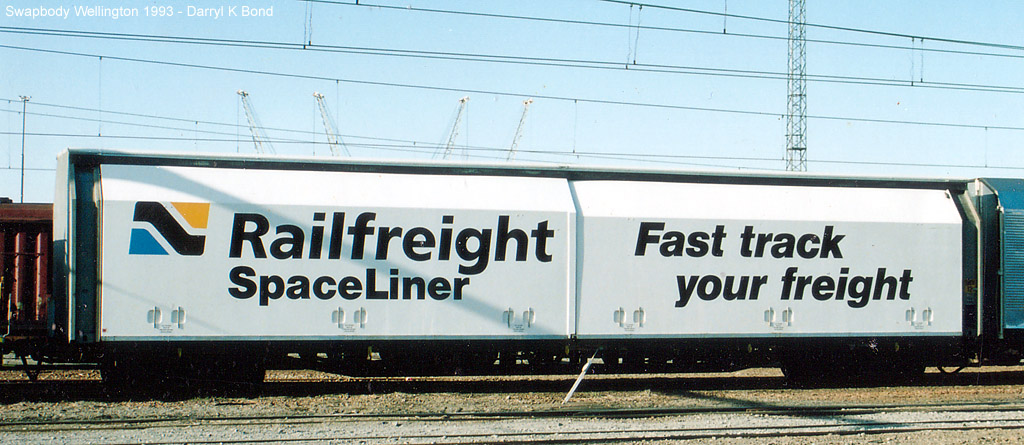 Swapbody Wellington 1993 - Darryl K Bond
Railfreight
SpaceLiner
Fast track
your freight